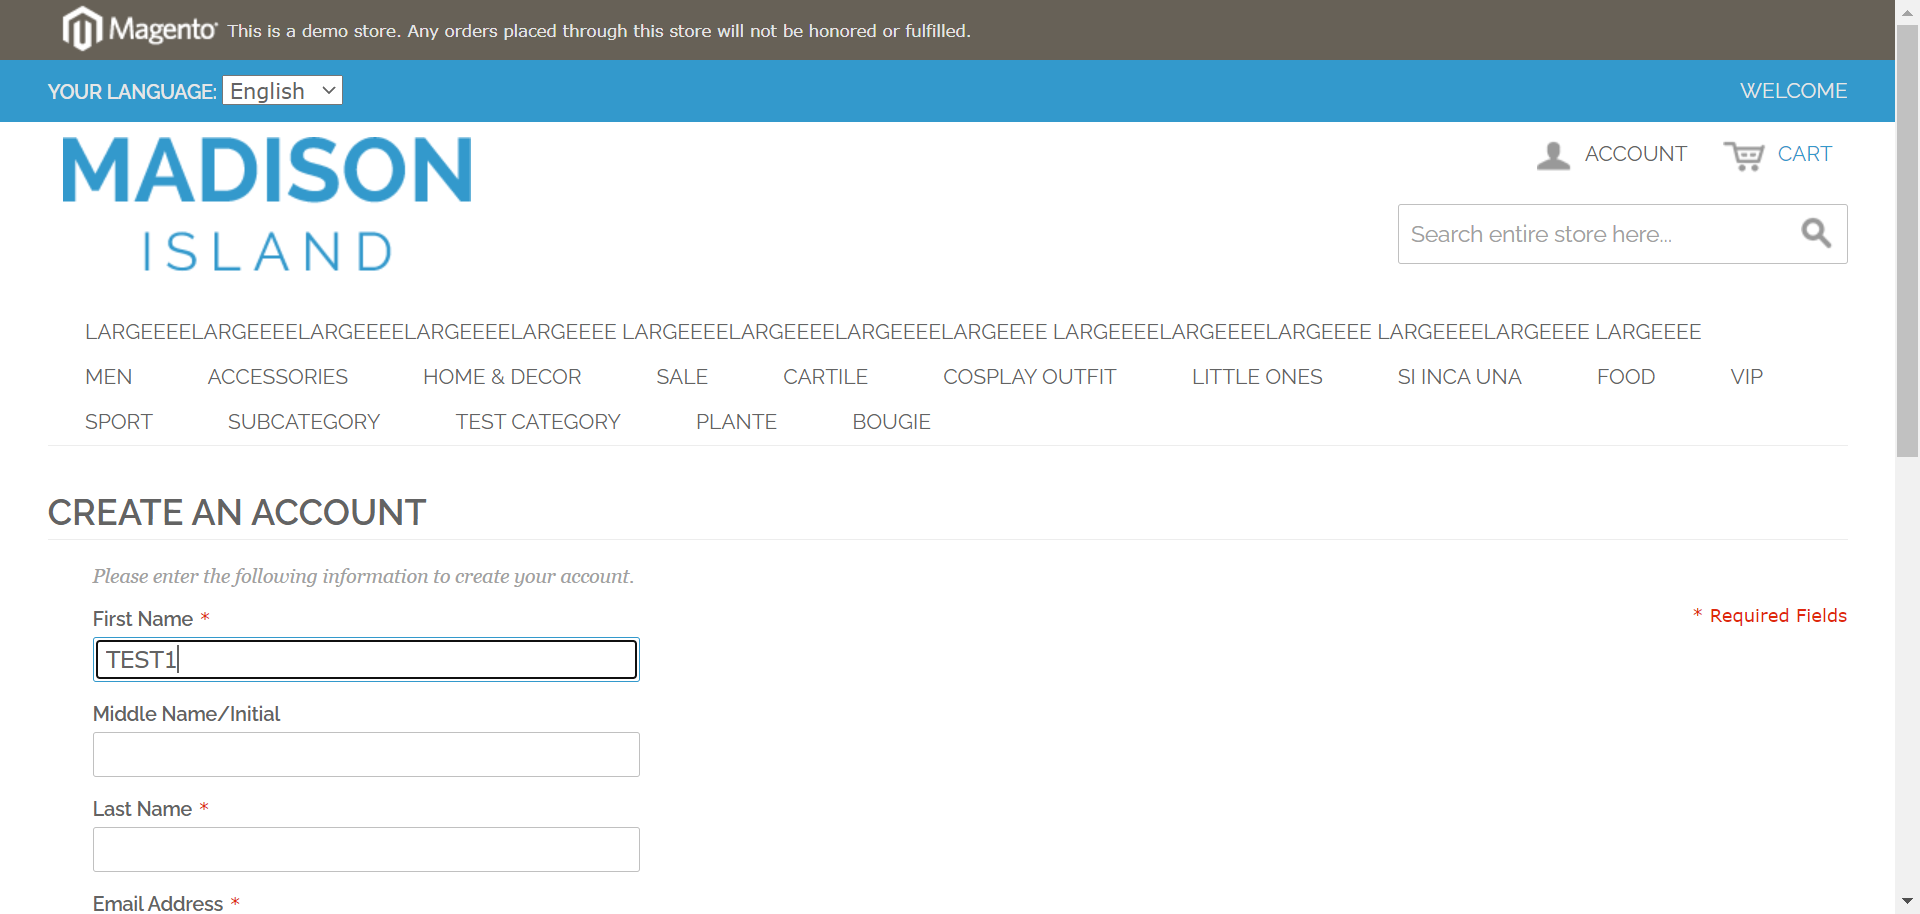 Magento This is a demo store. Any orders placed through this store will not be honored or fulfilled.
YOUR LANGUAGE: English WELCOME
MADISON
ISLAND
ACCOUNT CART
Search entire store here...
LARGEEEELARGEEEELARGEEEELARGEEEELARGEEEE LARGEEEELARGEEEELARGEEEELARGEEEE LARGEEEELARGEEEELARGEEEE LARGEEEELARGEEEE LARGEEEE
MEN ACCESSORIES HOME & DECOR SALE CARTILE COSPLAY OUTFIT LITTLE ONES SI INCA UNA FOOD VIP
SPORT SUBCATEGORY TEST CATEGORY PLANTE BOUGIE
CREATE AN ACCOUNT
Please enter the following information to create your account.
First Name *
* Required Fields
TEST1
Middle Name/Initial
Last Name *
Email Address *